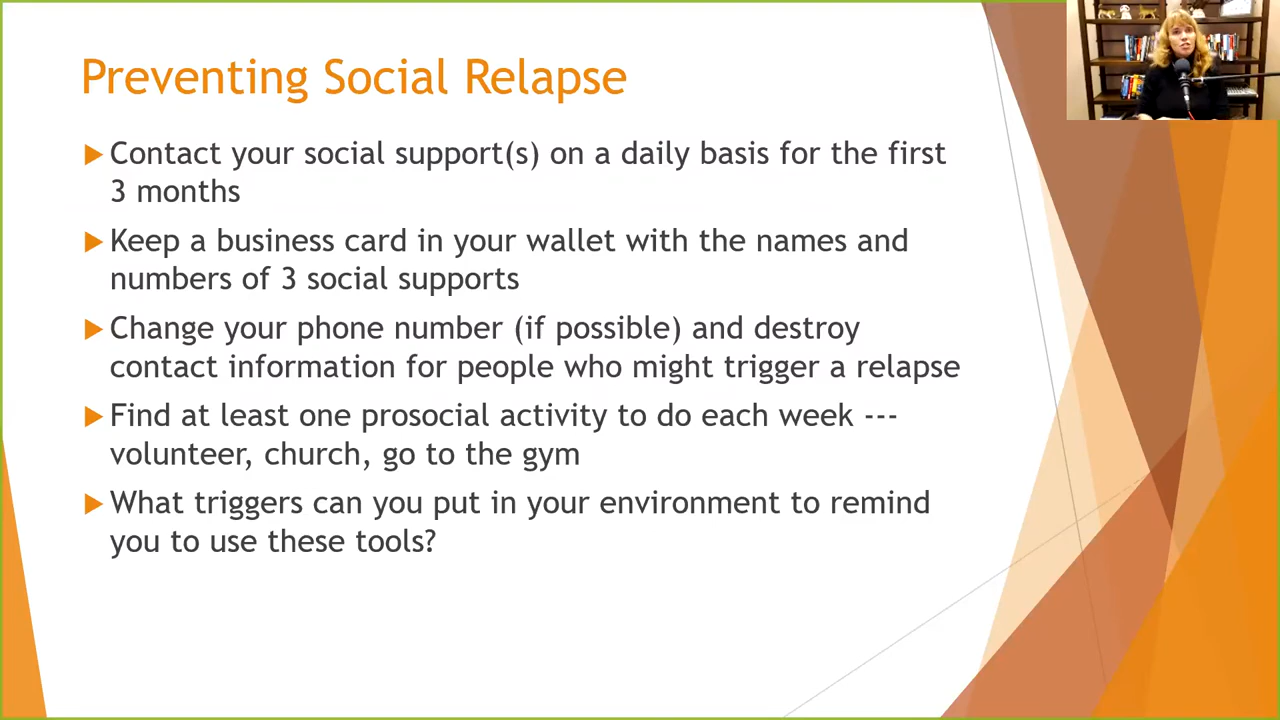 Preventing Social Relapse
Contact your social support(s) on a daily basis for the first
3 months
Keep a business card in your wallet with the names and
numbers of 3 social supports
Change your phone number (if possible) and destroy
contact information for people who might trigger a relapse
Find at least one prosocial activity to do each week ---
volunteer, church, go to the gym
What triggers can you put in your environment to remind
you to use these tools?